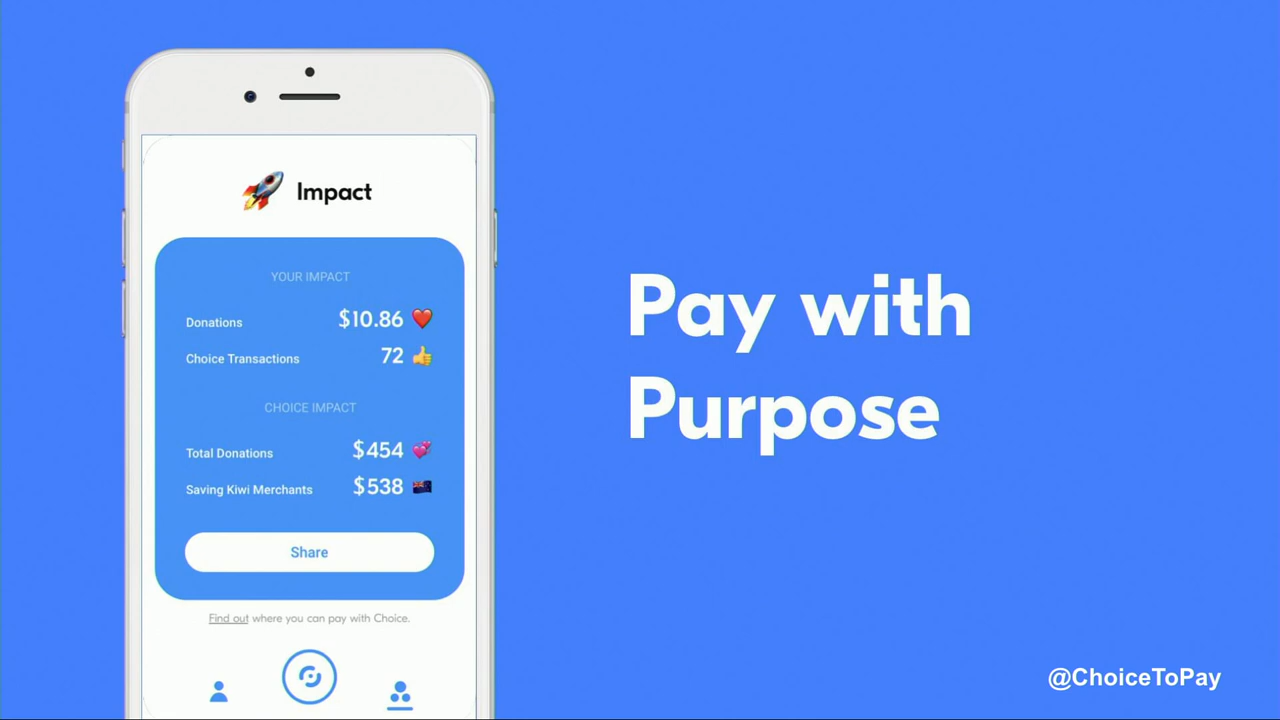 Impact
YOUR IMPACT
Donations $10.86
Choice Transactions 72
CHOICE IMPACT
Total Donations $454
Saving Kiwi Merchants $538
Share
Find out where you can pay with Choice.
Pay with
Purpose
@ChoiceToPay